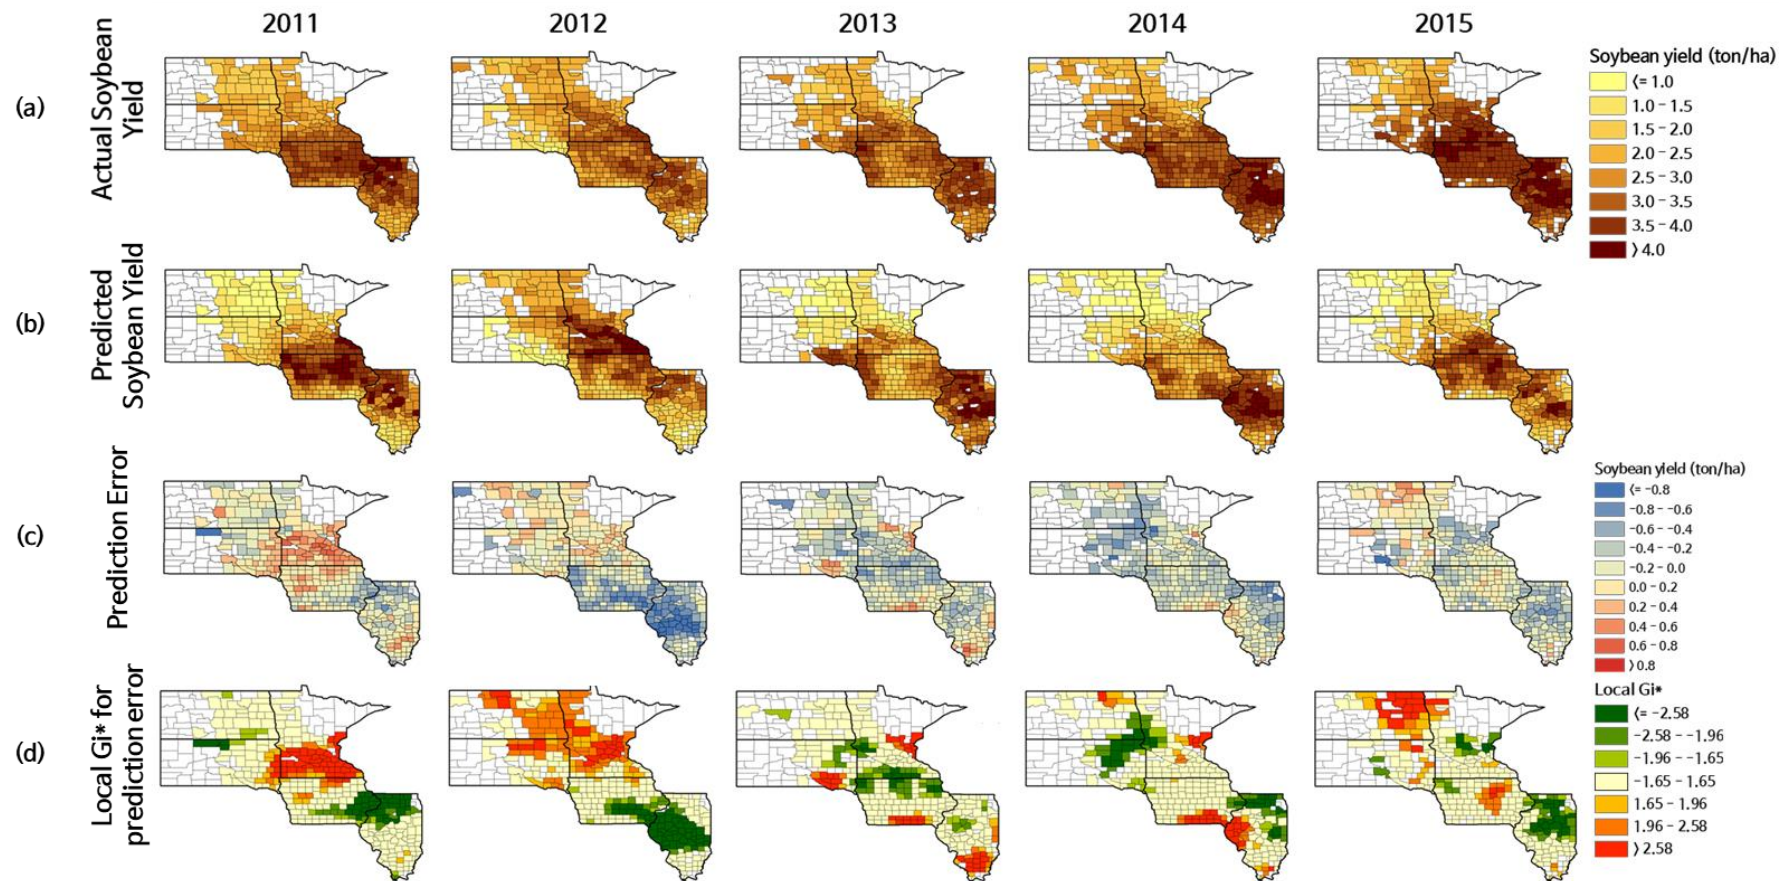 2011 2012 2013 2014 2015
(a)
Actual Soybean
Yield
Soybean yield (ton/ha)
⟨= 1.0
1.0 - 1.5
1.5 - 2.0
2.0 - 2.5
2.5 - 3.0
3.0 - 3.5
3.5 - 4.0
⟩ 4.0
(b)
Predicted
Soybean Yield
(c)
Prediction Error
Soybean yield (ton/ha)
⟨= -0.8
-0.8 - -0.6
-0.6 - -0.4
-0.4 - -0.2
-0.2 - 0.0
0.0 - 0.2
0.2 - 0.4
0.4 - 0.6
0.6 - 0.8
⟩ 0.8
(d)
Local Gi* for
prediction error
Local Gi*
⟨= -2.58
-2.58 - -1.96
-1.96 - -1.65
-1.65 - 1.65
1.65 - 1.96
1.96 - 2.58
⟩ 2.58